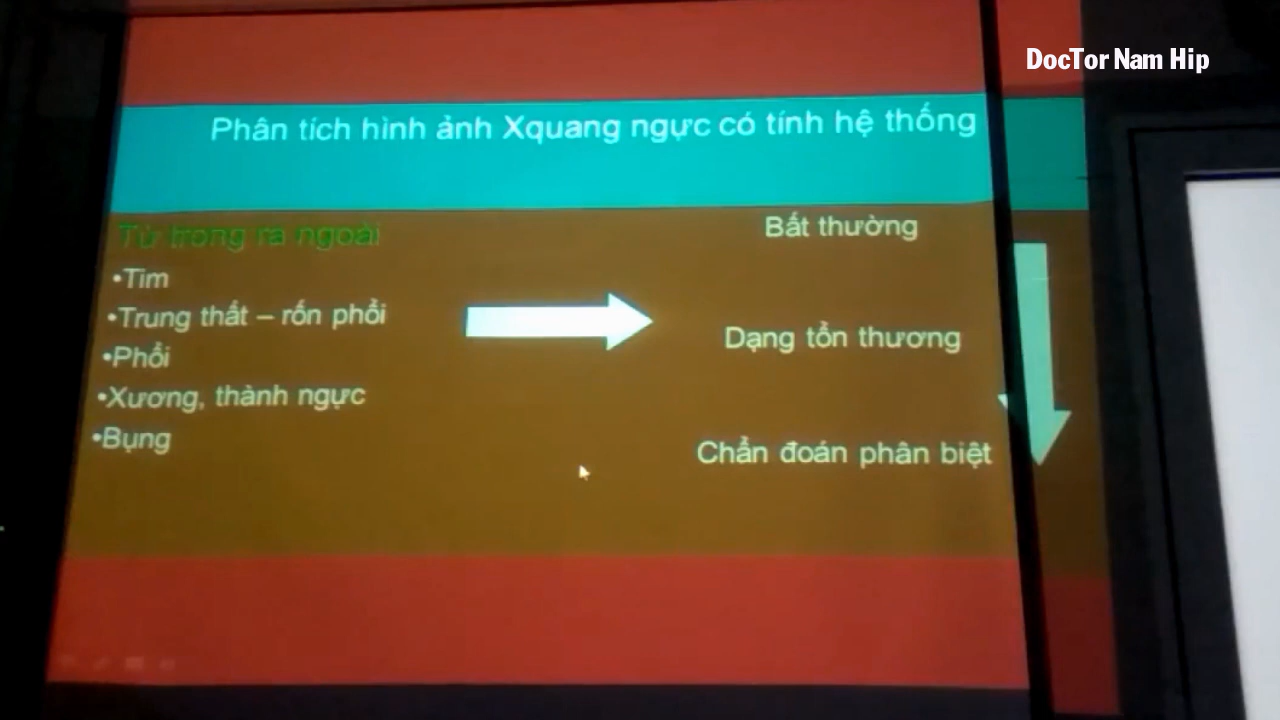 DocTor Nam Hip
Phân tích hình ảnh Xquang ngực có tính hệ thống
Từ trong ra ngoài
•Tim
•Trung thất – rốn phổi
•Phổi
•Xương, thành ngực
•Bụng
Bất thường
Dạng tổn thương
Chẩn đoán phân biệt